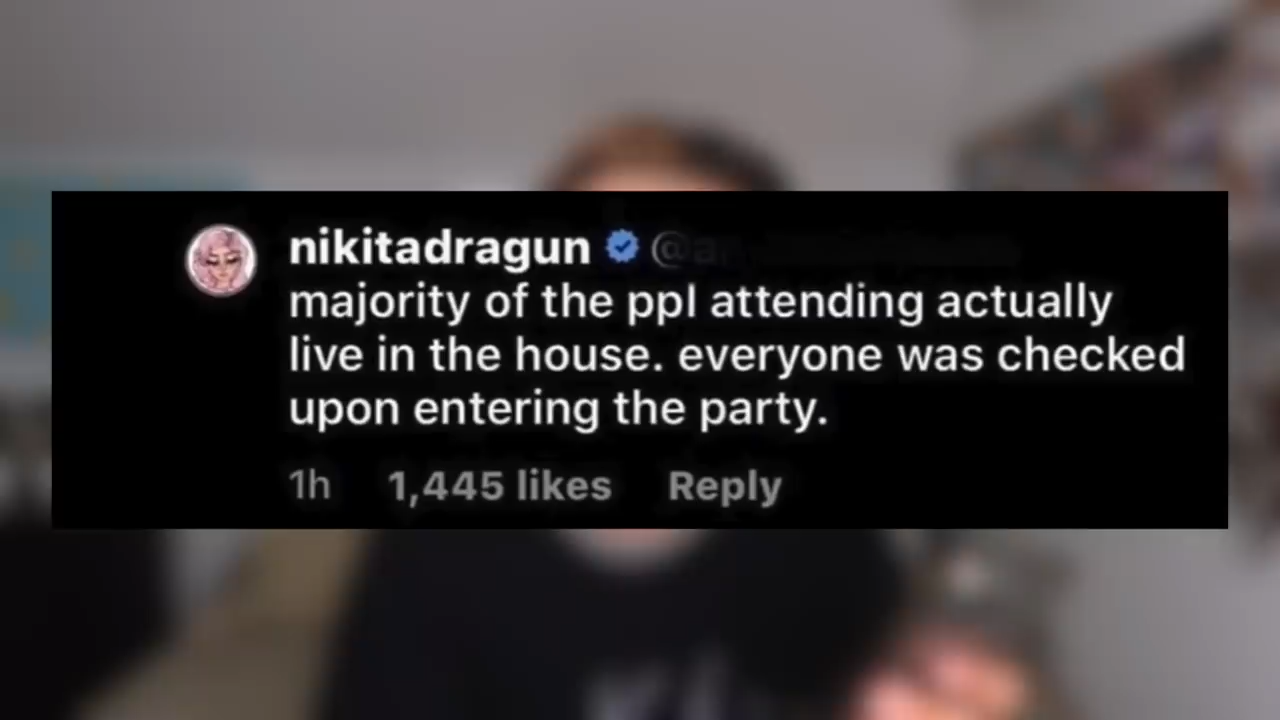 nikitadragun
majority of the ppl attending actually
live in the house. everyone was checked
upon entering the party.
1h 1,445 likes Reply